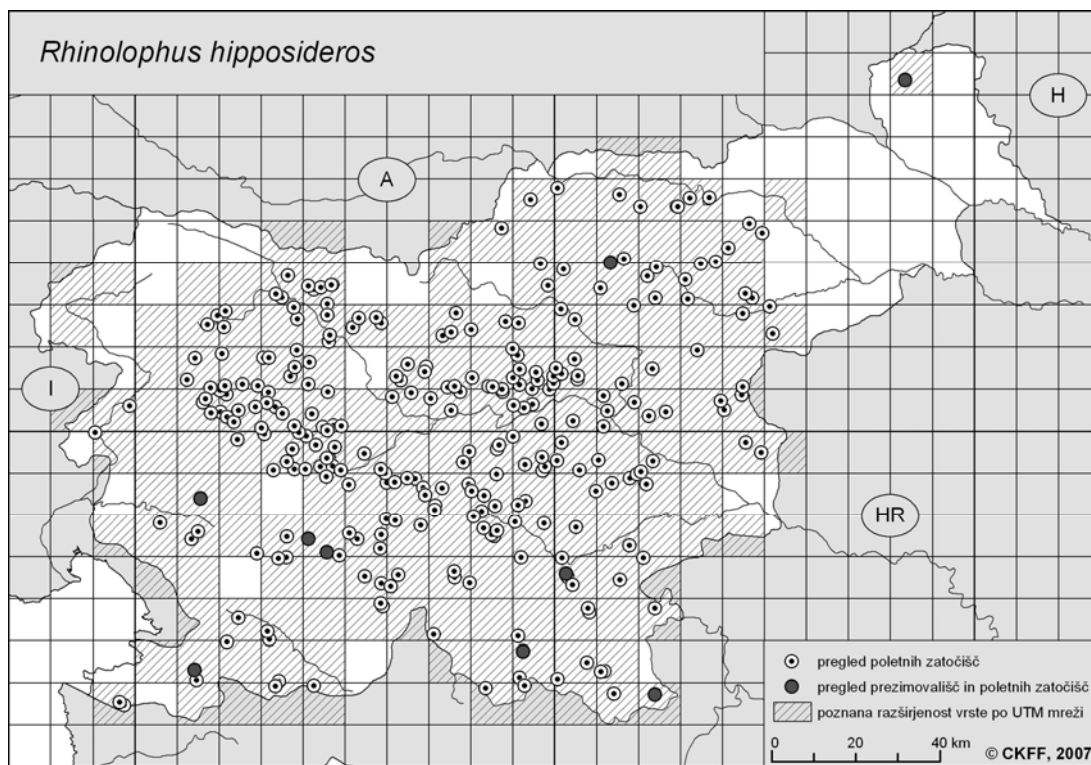 Rhinolophus hipposideros
H
A
I
HR
pregled poletnih zatočišč
pregled prezimovališč in poletnih zatočišč
poznana razširjenost vrste po UTM mreži
0 20 40 km
© CKFF, 2007